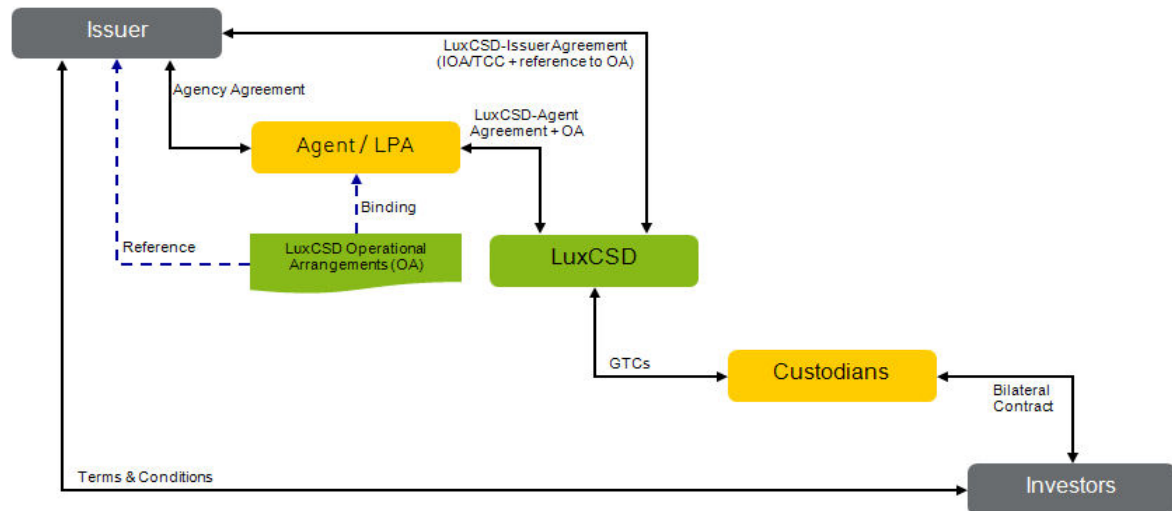 Issuer
LuxCSD-Issuer Agreement
(IOA/TCC + reference to OA)
Agency Agreement
LuxCSD-Agent
Agreement + OA
Agent / LPA
Binding
Reference
LuxCSD Operational
Arrangements (OA)
LuxCSD
GTCs
Custodians
Bilateral
Contract
Terms & Conditions
Investors